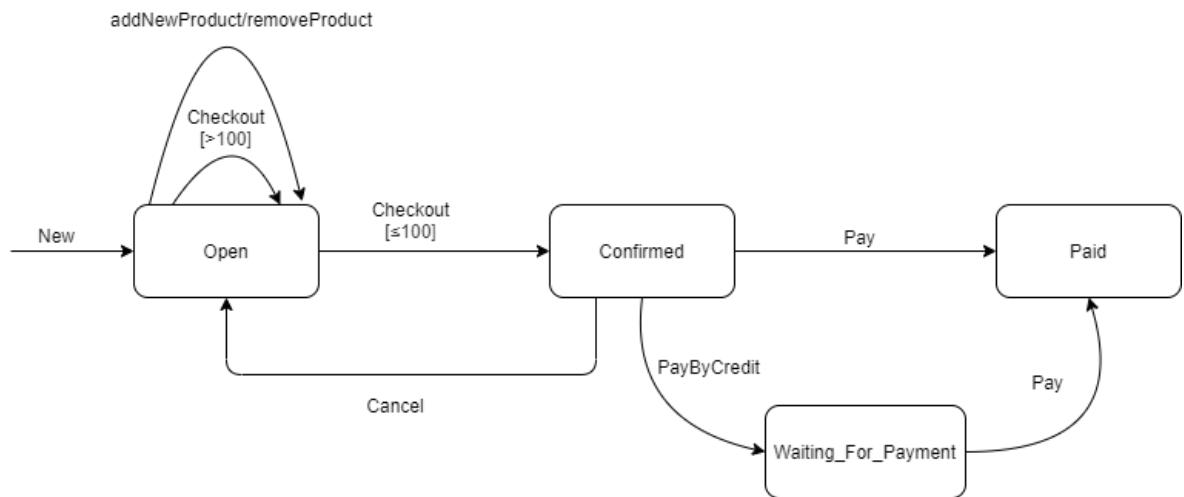 addNewProduct/removeProduct
Checkout
[>100]
New
Open
Checkout
[≤100]
Confirmed
Pay
Paid
Cancel
PayByCredit
Pay
Waiting_For_Payment